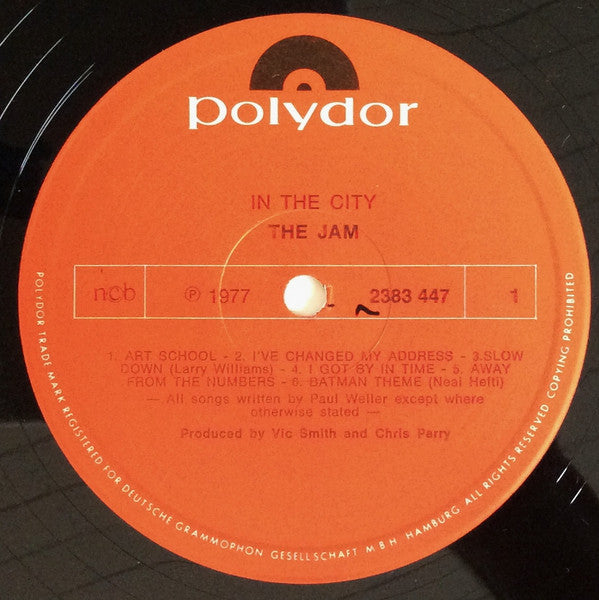 polydor
IN THE CITY
THE JAM
ncb
℗ 1977
2383 447
1
1. ART SCHOOL - 2. I'VE CHANGED MY ADDRESS - 3.SLOW
DOWN (Larry Williams) - 4. I GOT BY IN TIME - 5. AWAY
FROM THE NUMBERS - 6. BATMAN THEME (Neal Hefti)
— All songs written by Paul Weller except where
otherwise stated —
Produced by Vic Smith and Chris Parry
POLYDOR TRADE MARK REGISTERED FOR DEUTSCHE GRAMMOPHON GESELLSCHAFT M B H HAMBURG ALL RIGHTS RESERVED COPYING PROHIBITED